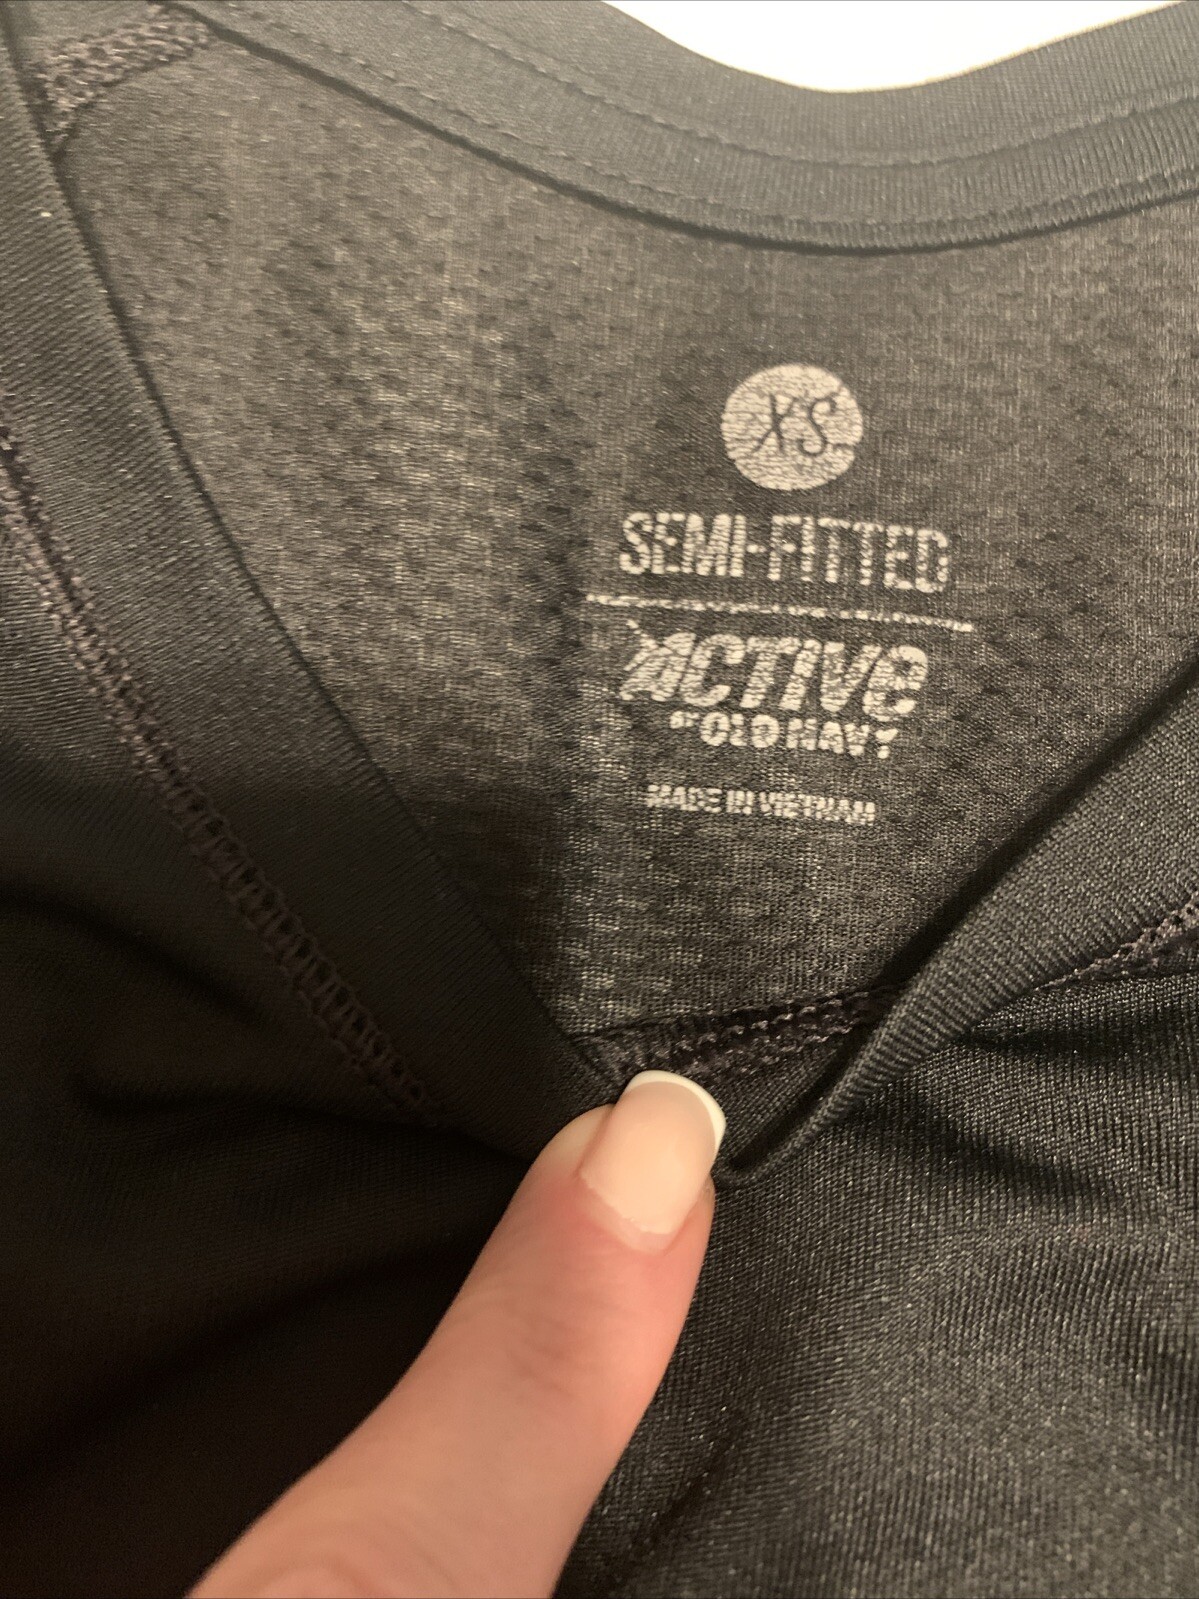 XS
SEMI-FITTED
ACTIVE
BY OLD NAVY
MADE IN VIETNAM